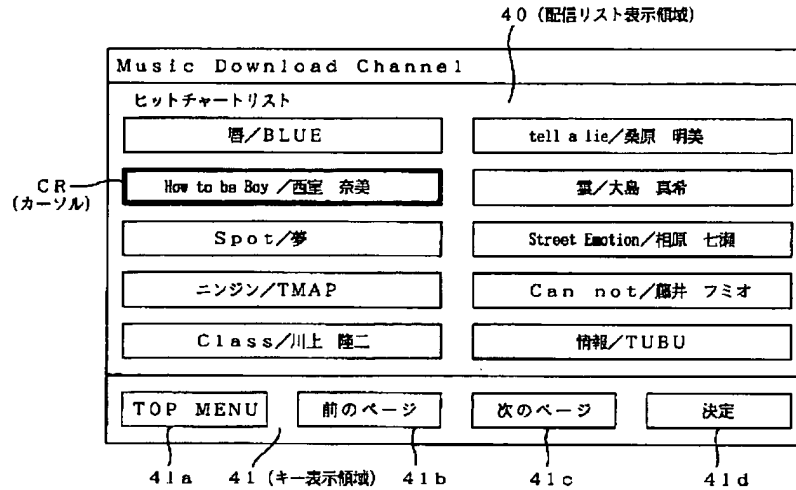 40 (配信リスト表示領域)
Music Download Channel
ヒットチャートリスト
唇/BLUE
tell a lie/桑原 明美
CR
(カーソル)
How to be Boy /西室 奈美
雲/大島 真希
Spot/夢
Street Emotion/相原 七瀬
ニンジン/TMAP
Can not/藤井 フミオ
Class/川上 隆二
情報/TUBU
TOP MENU 前のページ 次のページ 決定
41a 41 (キー表示領域) 41b 41c 41d